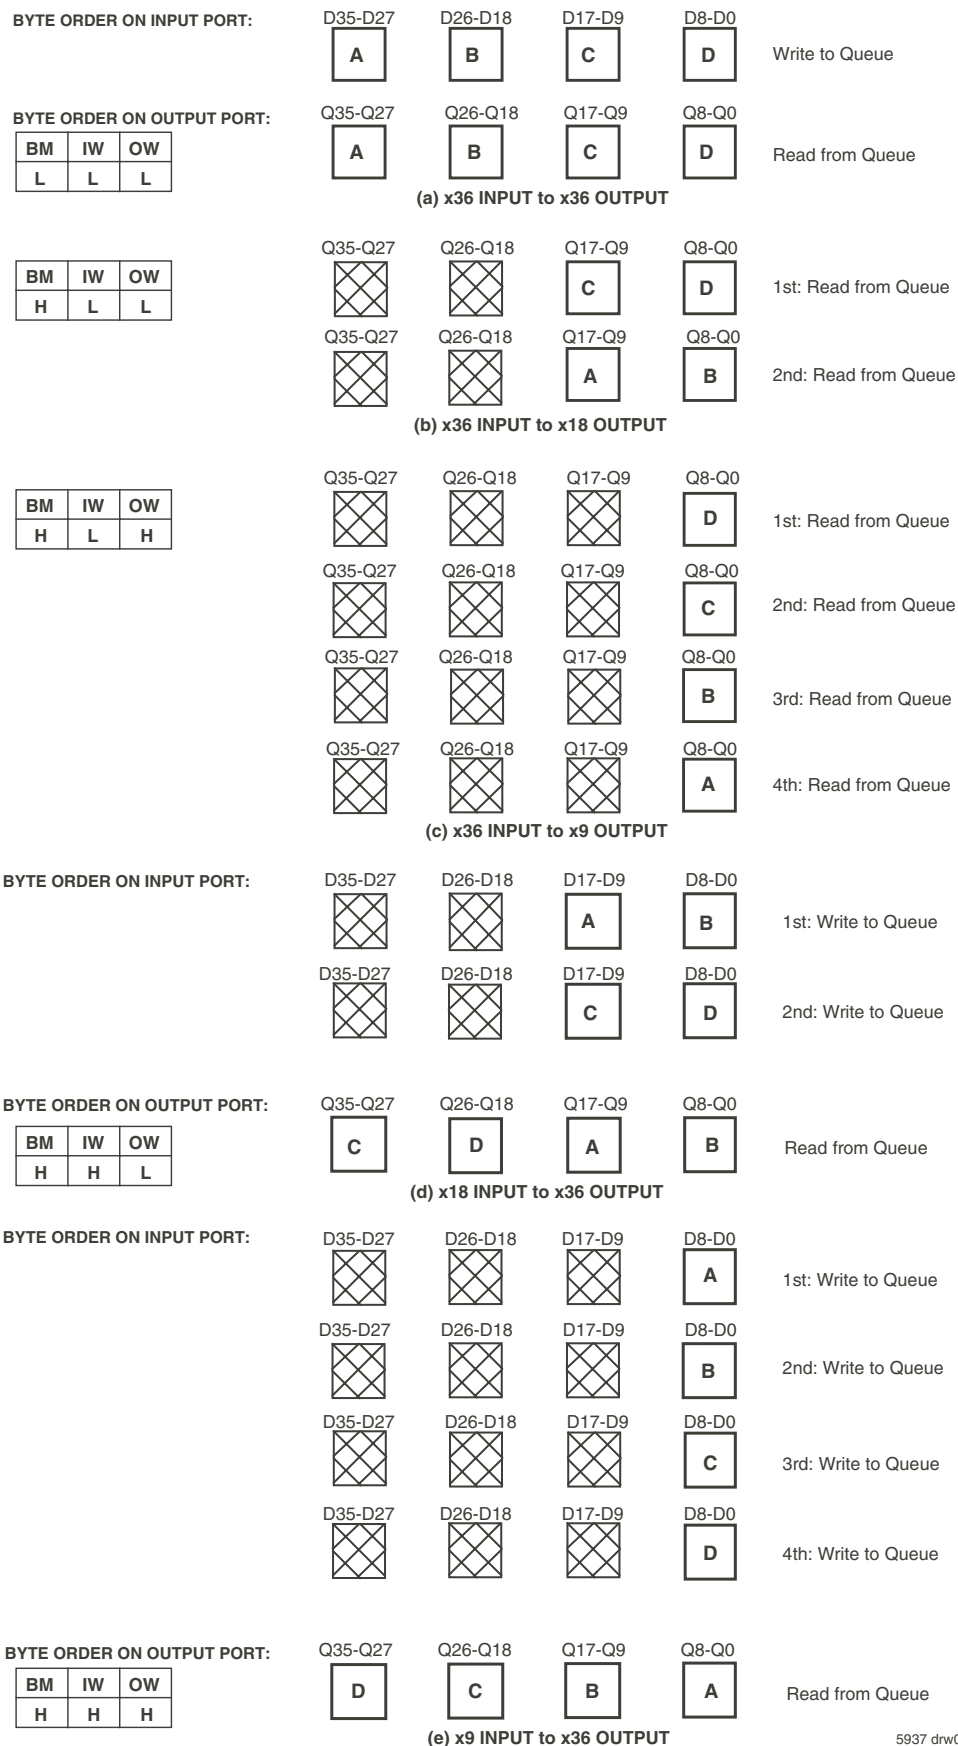 BYTE ORDER ON INPUT PORT: D35-D27 D26-D18 D17-D9 D8-D0
A B C D Write to Queue
BYTE ORDER ON OUTPUT PORT: Q35-Q27 Q26-Q18 Q17-Q9 Q8-Q0
BM IW OW A B C D Read from Queue
L L L
(a) x36 INPUT to x36 OUTPUT
Q35-Q27 Q26-Q18 Q17-Q9 Q8-Q0
BM IW OW C D 1st: Read from Queue
H L L
Q35-Q27 Q26-Q18 Q17-Q9 Q8-Q0
A B 2nd: Read from Queue
(b) x36 INPUT to x18 OUTPUT
Q35-Q27 Q26-Q18 Q17-Q9 Q8-Q0
BM IW OW D 1st: Read from Queue
H L H
Q35-Q27 Q26-Q18 Q17-Q9 Q8-Q0
C 2nd: Read from Queue
Q35-Q27 Q26-Q18 Q17-Q9 Q8-Q0
B 3rd: Read from Queue
Q35-Q27 Q26-Q18 Q17-Q9 Q8-Q0
A 4th: Read from Queue
(c) x36 INPUT to x9 OUTPUT
BYTE ORDER ON INPUT PORT: D35-D27 D26-D18 D17-D9 D8-D0
A B 1st: Write to Queue
D35-D27 D26-D18 D17-D9 D8-D0
C D 2nd: Write to Queue
BYTE ORDER ON OUTPUT PORT: Q35-Q27 Q26-Q18 Q17-Q9 Q8-Q0
BM IW OW C D A B Read from Queue
H H L
(d) x18 INPUT to x36 OUTPUT
BYTE ORDER ON INPUT PORT: D35-D27 D26-D18 D17-D9 D8-D0
A 1st: Write to Queue
D35-D27 D26-D18 D17-D9 D8-D0
B 2nd: Write to Queue
D35-D27 D26-D18 D17-D9 D8-D0
C 3rd: Write to Queue
D35-D27 D26-D18 D17-D9 D8-D0
D 4th: Write to Queue
BYTE ORDER ON OUTPUT PORT: Q35-Q27 Q26-Q18 Q17-Q9 Q8-Q0
BM IW OW D C B A Read from Queue
H H H
(e) x9 INPUT to x36 OUTPUT
5937